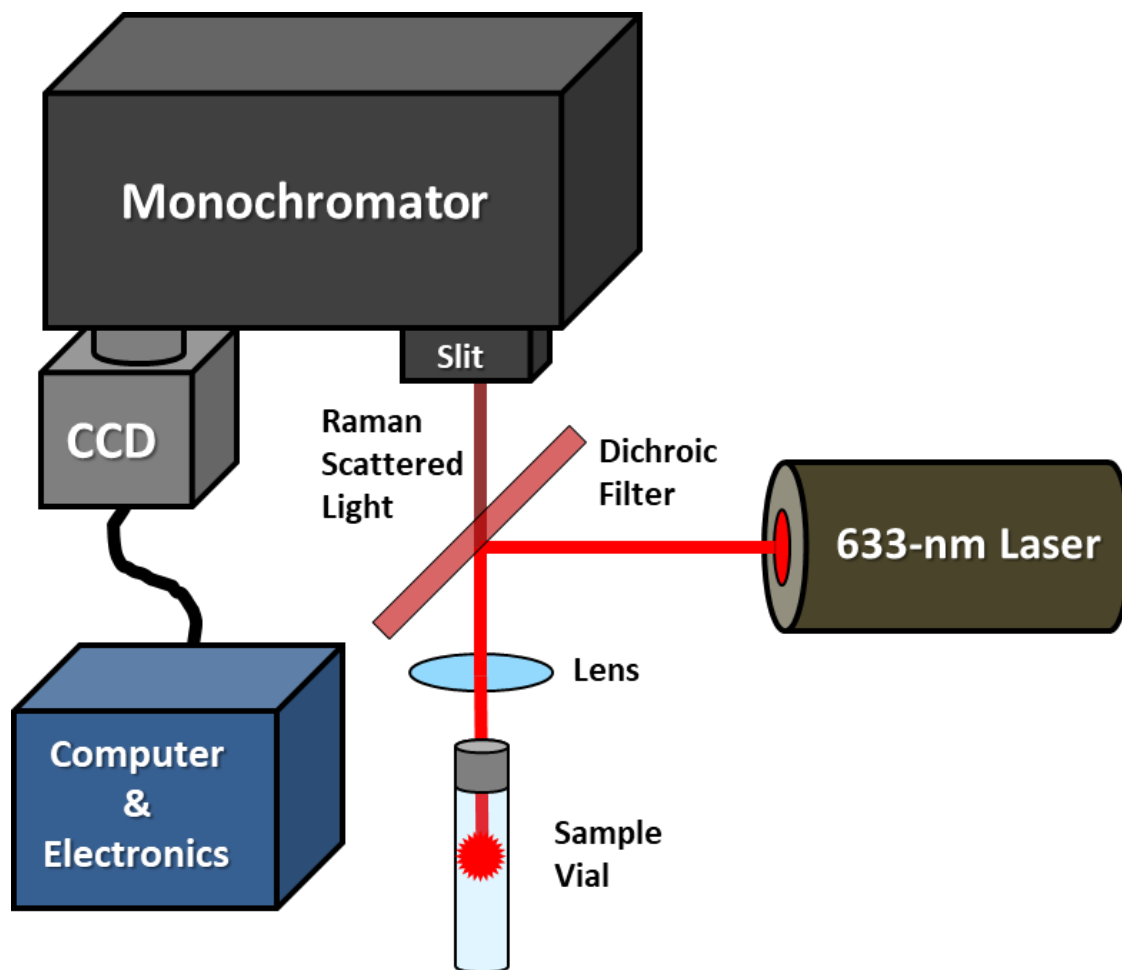 Monochromator
Slit
CCD
Raman
Scattered
Light
Dichroic
Filter
633-nm Laser
Lens
Computer
&
Electronics
Sample
Vial